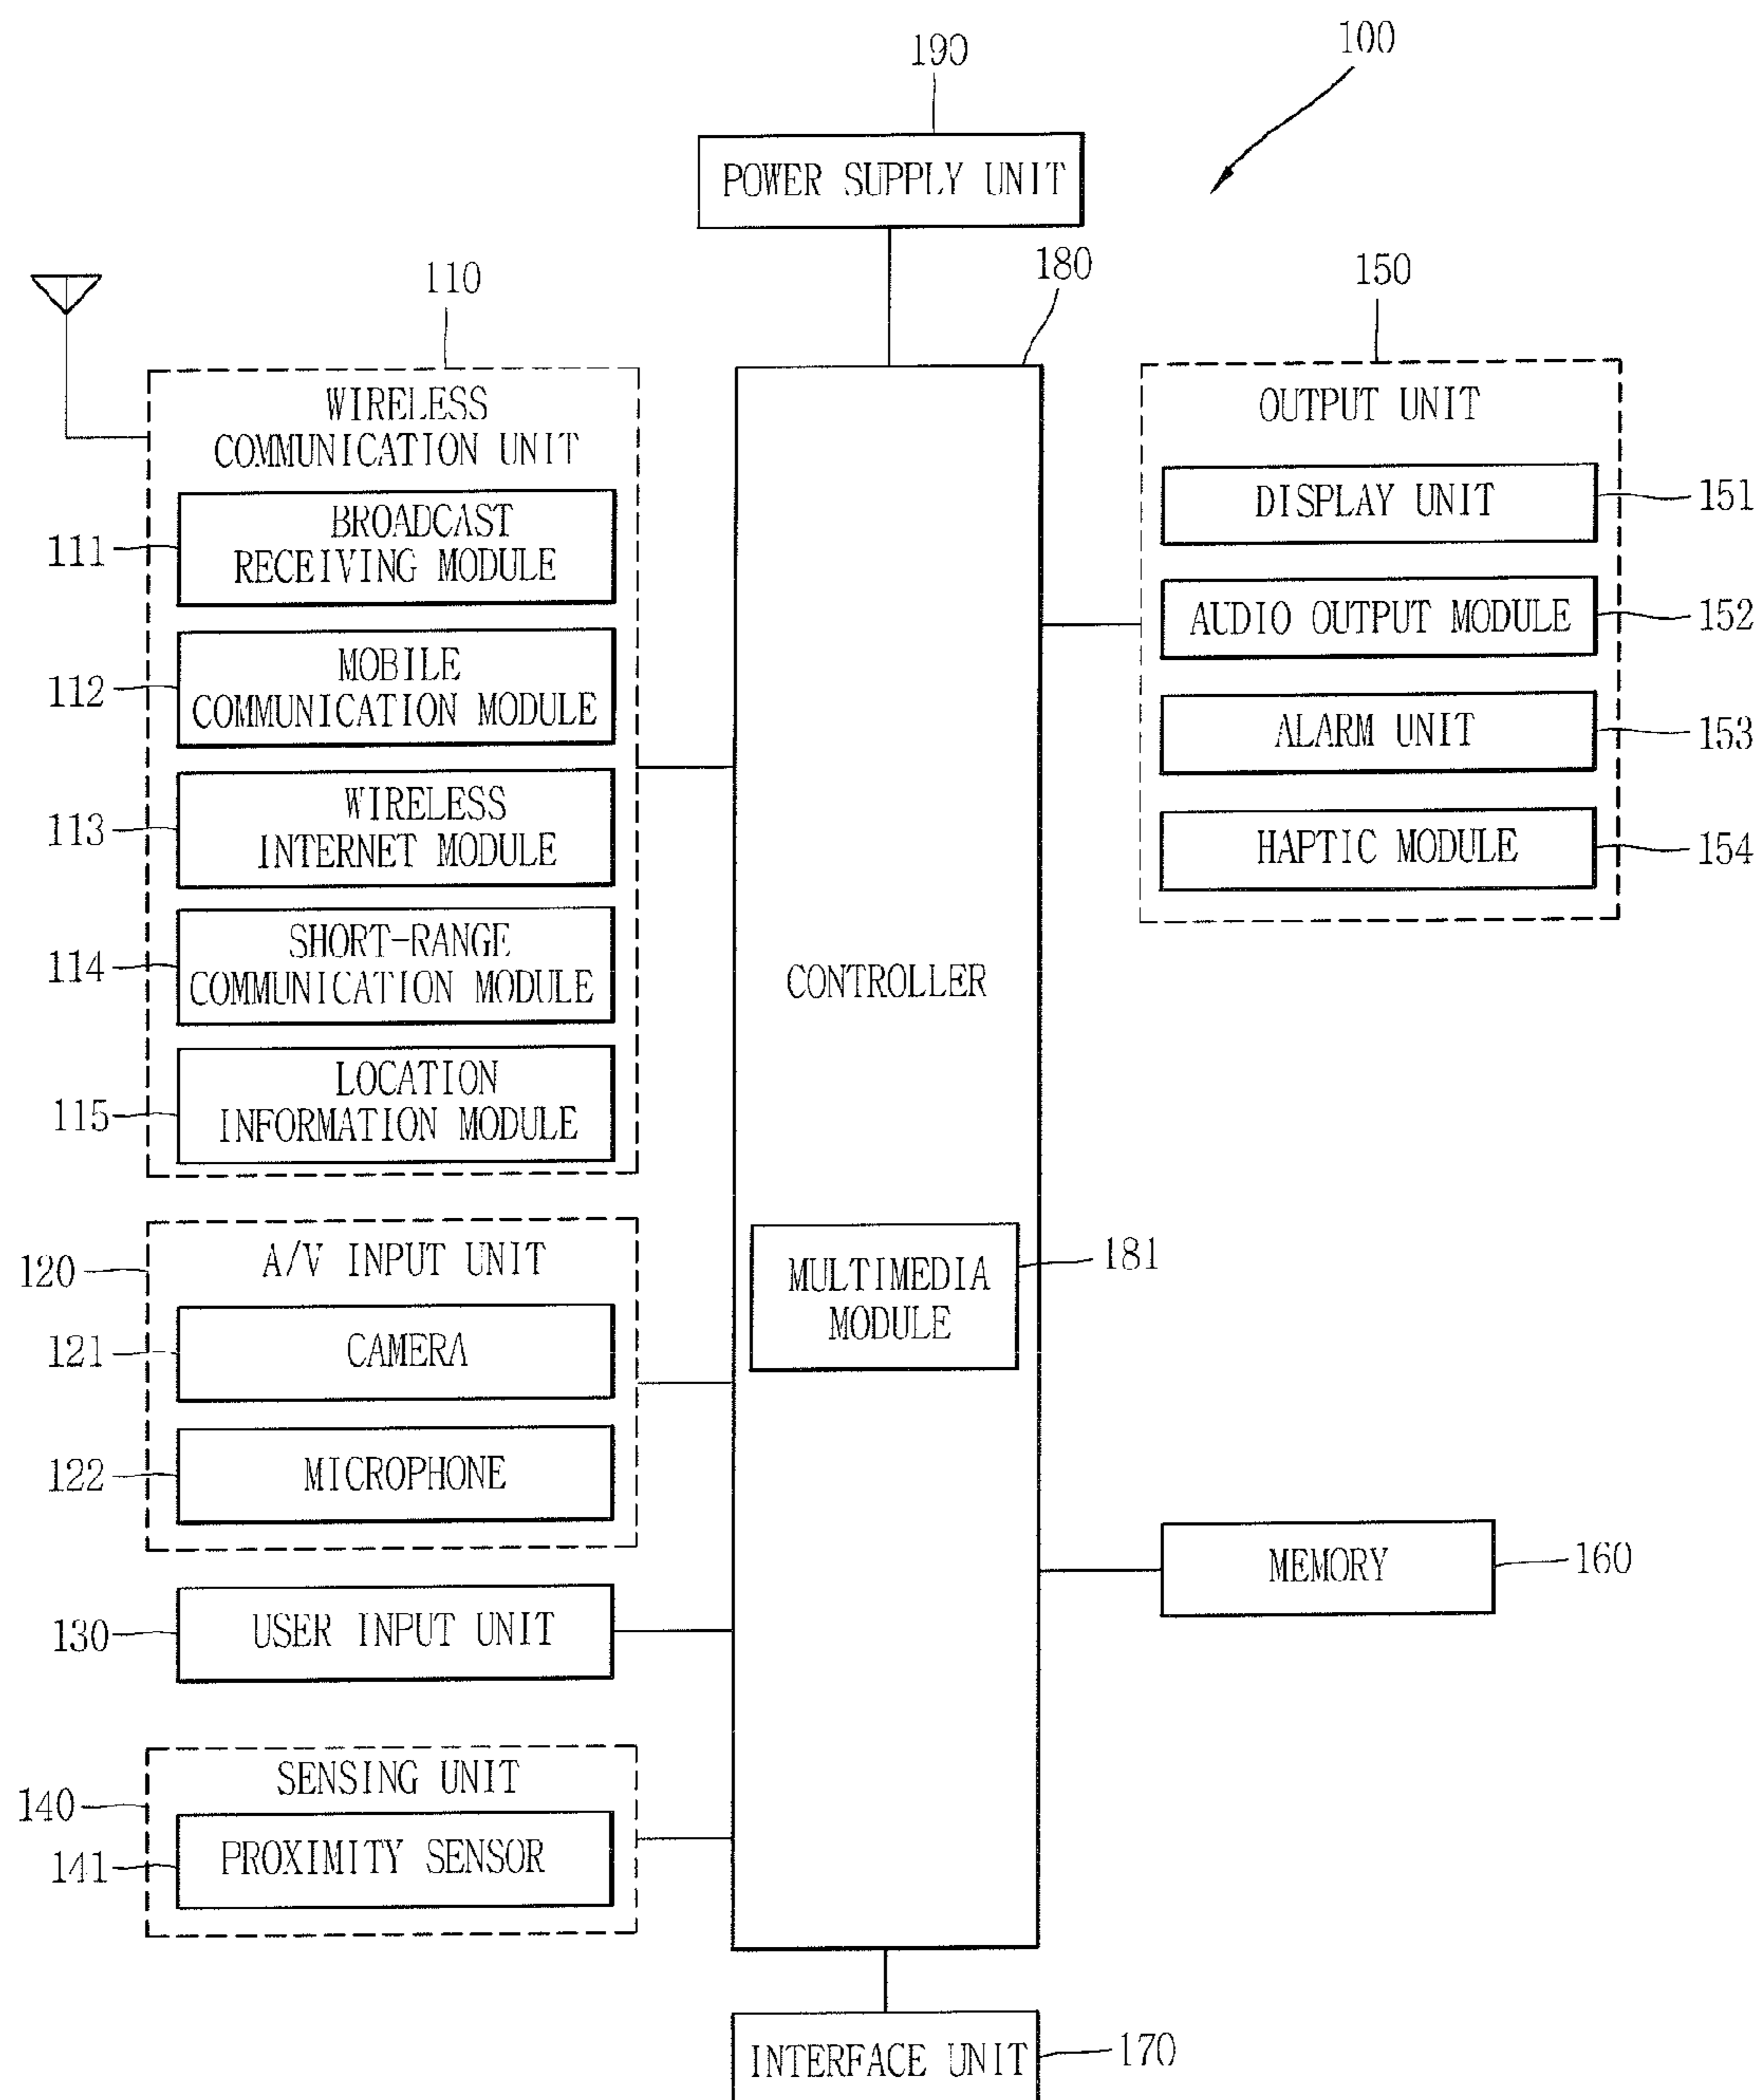 100
190
POWER SUPPLY UNIT
180
110
150
WIRELESS
COMMUNICATION UNIT
111
BROADCAST
RECEIVING MODULE
112
MOBILE
COMMUNICATION MODULE
113
WIRELESS
INTERNET MODULE
114
SHORT-RANGE
COMMUNICATION MODULE
115
LOCATION
INFORMATION MODULE
120
A/V INPUT UNIT
121
CAMERA
122
MICROPHONE
130
USER INPUT UNIT
140
SENSING UNIT
141
PROXIMITY SENSOR
CONTROLLER
MULTIMEDIA
MODULE
181
OUTPUT UNIT
DISPLAY UNIT
151
AUDIO OUTPUT MODULE
152
ALARM UNIT
153
HAPTIC MODULE
154
MEMORY
160
INTERFACE UNIT
170